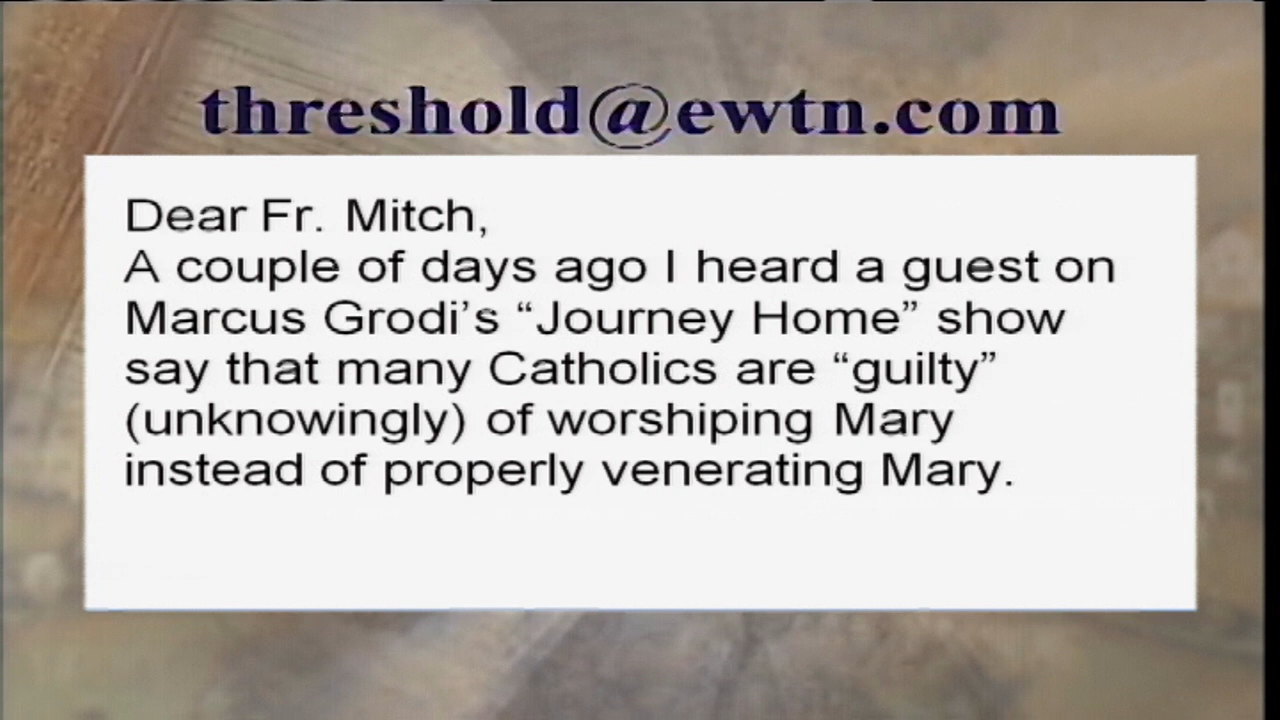 threshold@ewtn.com
Dear Fr. Mitch,
A couple of days ago I heard a guest on
Marcus Grodi’s “Journey Home” show
say that many Catholics are “guilty”
(unknowingly) of worshiping Mary
instead of properly venerating Mary.